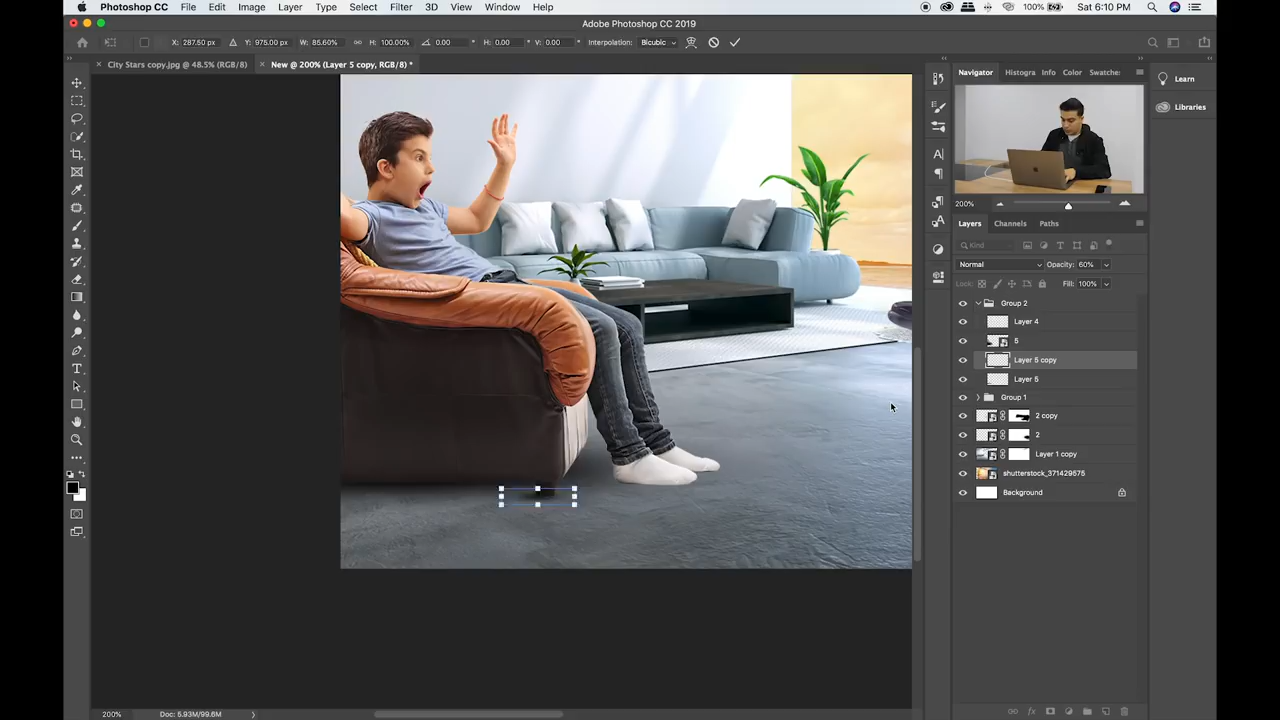 Photoshop CC File Edit Image Layer Type Select Filter 3D View Window Help 100% Sat 6:10 PM
Adobe Photoshop CC 2019
X: 287.50 px Y: 975.00 px W: 85.60% H: 100.00% 0.00 ° H: 0.00 ° V: 0.00 ° Interpolation: Bicubic
× City Stars copy.jpg @ 48.5% (RGB/8) × New @ 200% (Layer 5 copy, RGB/8) *
Navigator Histogra Info Color Swatche
Learn
Libraries
200%
Layers Channels Paths
Kind
Normal Opacity: 60%
Lock: Fill: 100%
Group 2
Layer 4
5
Layer 5 copy
Layer 5
Group 1
2 copy
2
Layer 1 copy
shutterstock_371429675
Background
200% Doc: 5.93M/99.6M